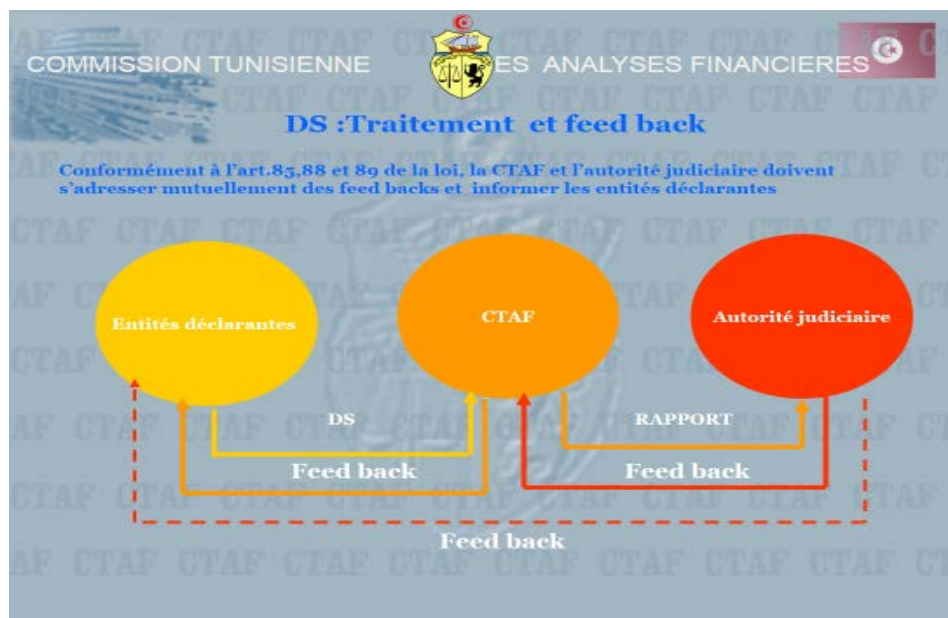 COMMISSION TUNISIENNE ES ANALYSES FINANCIERES
DS :Traitement et feed back
Conformément à l'art.85,88 et 89 de la loi, la CTAF et l'autorité judiciaire doivent
s'adresser mutuellement des feed backs et informer les entités déclarantes
Entités déclarantes
CTAF
Autorité judiciaire
DS
RAPPORT
Feed back
Feed back
Feed back